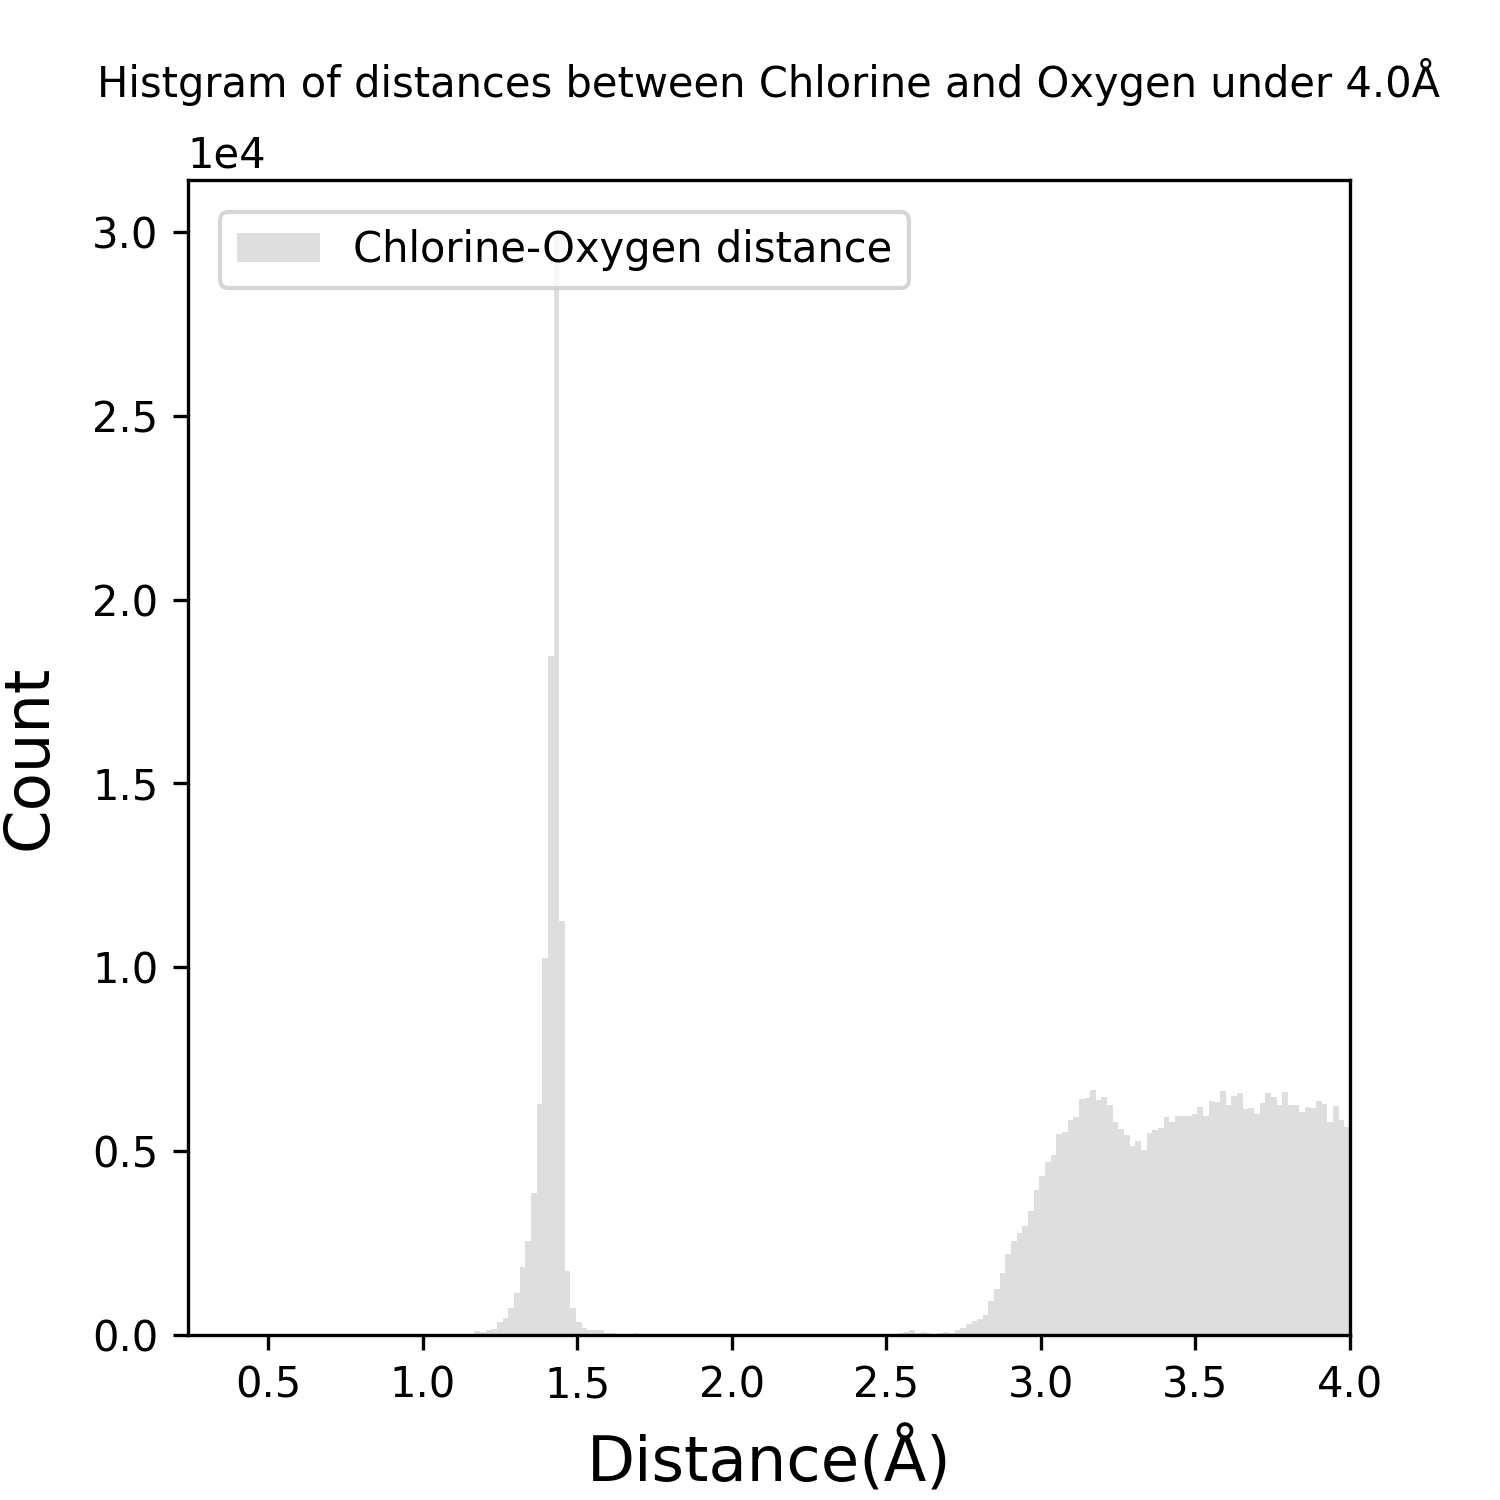 Histgram of distances between Chlorine and Oxygen under 4.0Å
1e4
3.0
2.5
2.0
1.5
1.0
0.5
0.0
Chlorine-Oxygen distance
Count
0.5 1.0 1.5 2.0 2.5 3.0 3.5 4.0
Distance(Å)